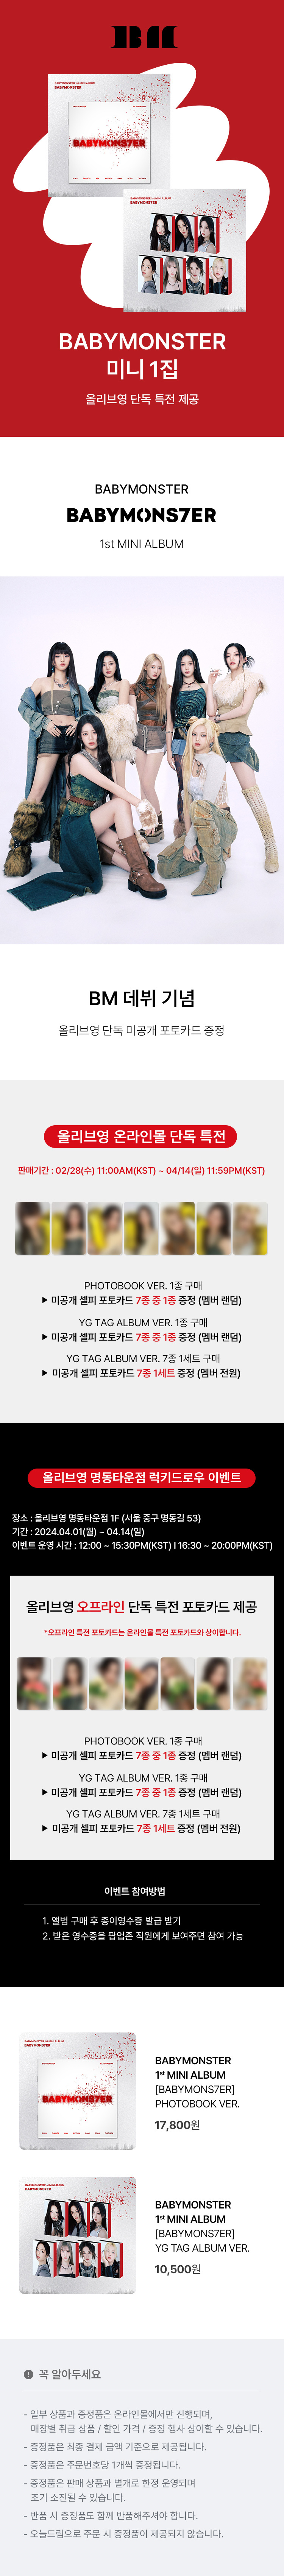 BM
BABYMONSTER 1st MINI ALBUM
BABYMONS7ER
BABYMONS7ER
BABYMONSTER 1st MINI ALBUM
BABYMONS7ER
BABYMONSTER
미니 1집
올리브영 단독 특전 제공
BABYMONSTER
BABYMONS7ER
1st MINI ALBUM
BM 데뷔 기념
올리브영 단독 미공개 포토카드 증정
올리브영 온라인몰 단독 특전
판매기간 : 02/28(수) 11:00AM(KST) ~ 04/14(일) 11:59PM(KST)
PHOTOBOOK VER. 1종 구매
▶ 미공개 셀피 포토카드 7종 중 1종 증정 (멤버 랜덤)
YG TAG ALBUM VER. 1종 구매
▶ 미공개 셀피 포토카드 7종 중 1종 증정 (멤버 랜덤)
YG TAG ALBUM VER. 7종 1세트 구매
▶ 미공개 셀피 포토카드 7종 1세트 증정 (멤버 전원)
올리브영 명동타운점 럭키드로우 이벤트
장소 : 올리브영 명동타운점 1F (서울 중구 명동길 53)
기간 : 2024.04.01(월) ~ 04.14(일)
이벤트 운영 시간 : 12:00 ~ 15:30PM(KST) I 16:30 ~ 20:00PM(KST)
올리브영 오프라인 단독 특전 포토카드 제공
*오프라인 특전 포토카드는 온라인몰 특전 포토카드와 상이합니다.
PHOTOBOOK VER. 1종 구매
▶ 미공개 셀피 포토카드 7종 중 1종 증정 (멤버 랜덤)
YG TAG ALBUM VER. 1종 구매
▶ 미공개 셀피 포토카드 7종 중 1종 증정 (멤버 랜덤)
YG TAG ALBUM VER. 7종 1세트 구매
▶ 미공개 셀피 포토카드 7종 1세트 증정 (멤버 전원)
이벤트 참여방법
1. 앨범 구매 후 종이영수증 발급 받기
2. 받은 영수증을 팝업존 직원에게 보여주면 참여 가능
BABYMONSTER 1st MINI ALBUM
BABYMONS7ER
BABYMONS7ER
BABYMONSTER
1st MINI ALBUM
[BABYMONS7ER]
PHOTOBOOK VER.
17,800원
BABYMONSTER 1st MINI ALBUM
BABYMONS7ER
BABYMONSTER
1st MINI ALBUM
[BABYMONS7ER]
YG TAG ALBUM VER.
10,500원
꼭 알아두세요
- 일부 상품과 증정품은 온라인몰에서만 진행되며,
매장별 취급 상품 / 할인 가격 / 증정 행사 상이할 수 있습니다.
- 증정품은 최종 결제 금액 기준으로 제공됩니다.
- 증정품은 주문번호당 1개씩 증정됩니다.
- 증정품은 판매 상품과 별개로 한정 운영되며
조기 소진될 수 있습니다.
- 반품 시 증정품도 함께 반품해주셔야 합니다.
- 오늘드림으로 주문 시 증정품이 제공되지 않습니다.